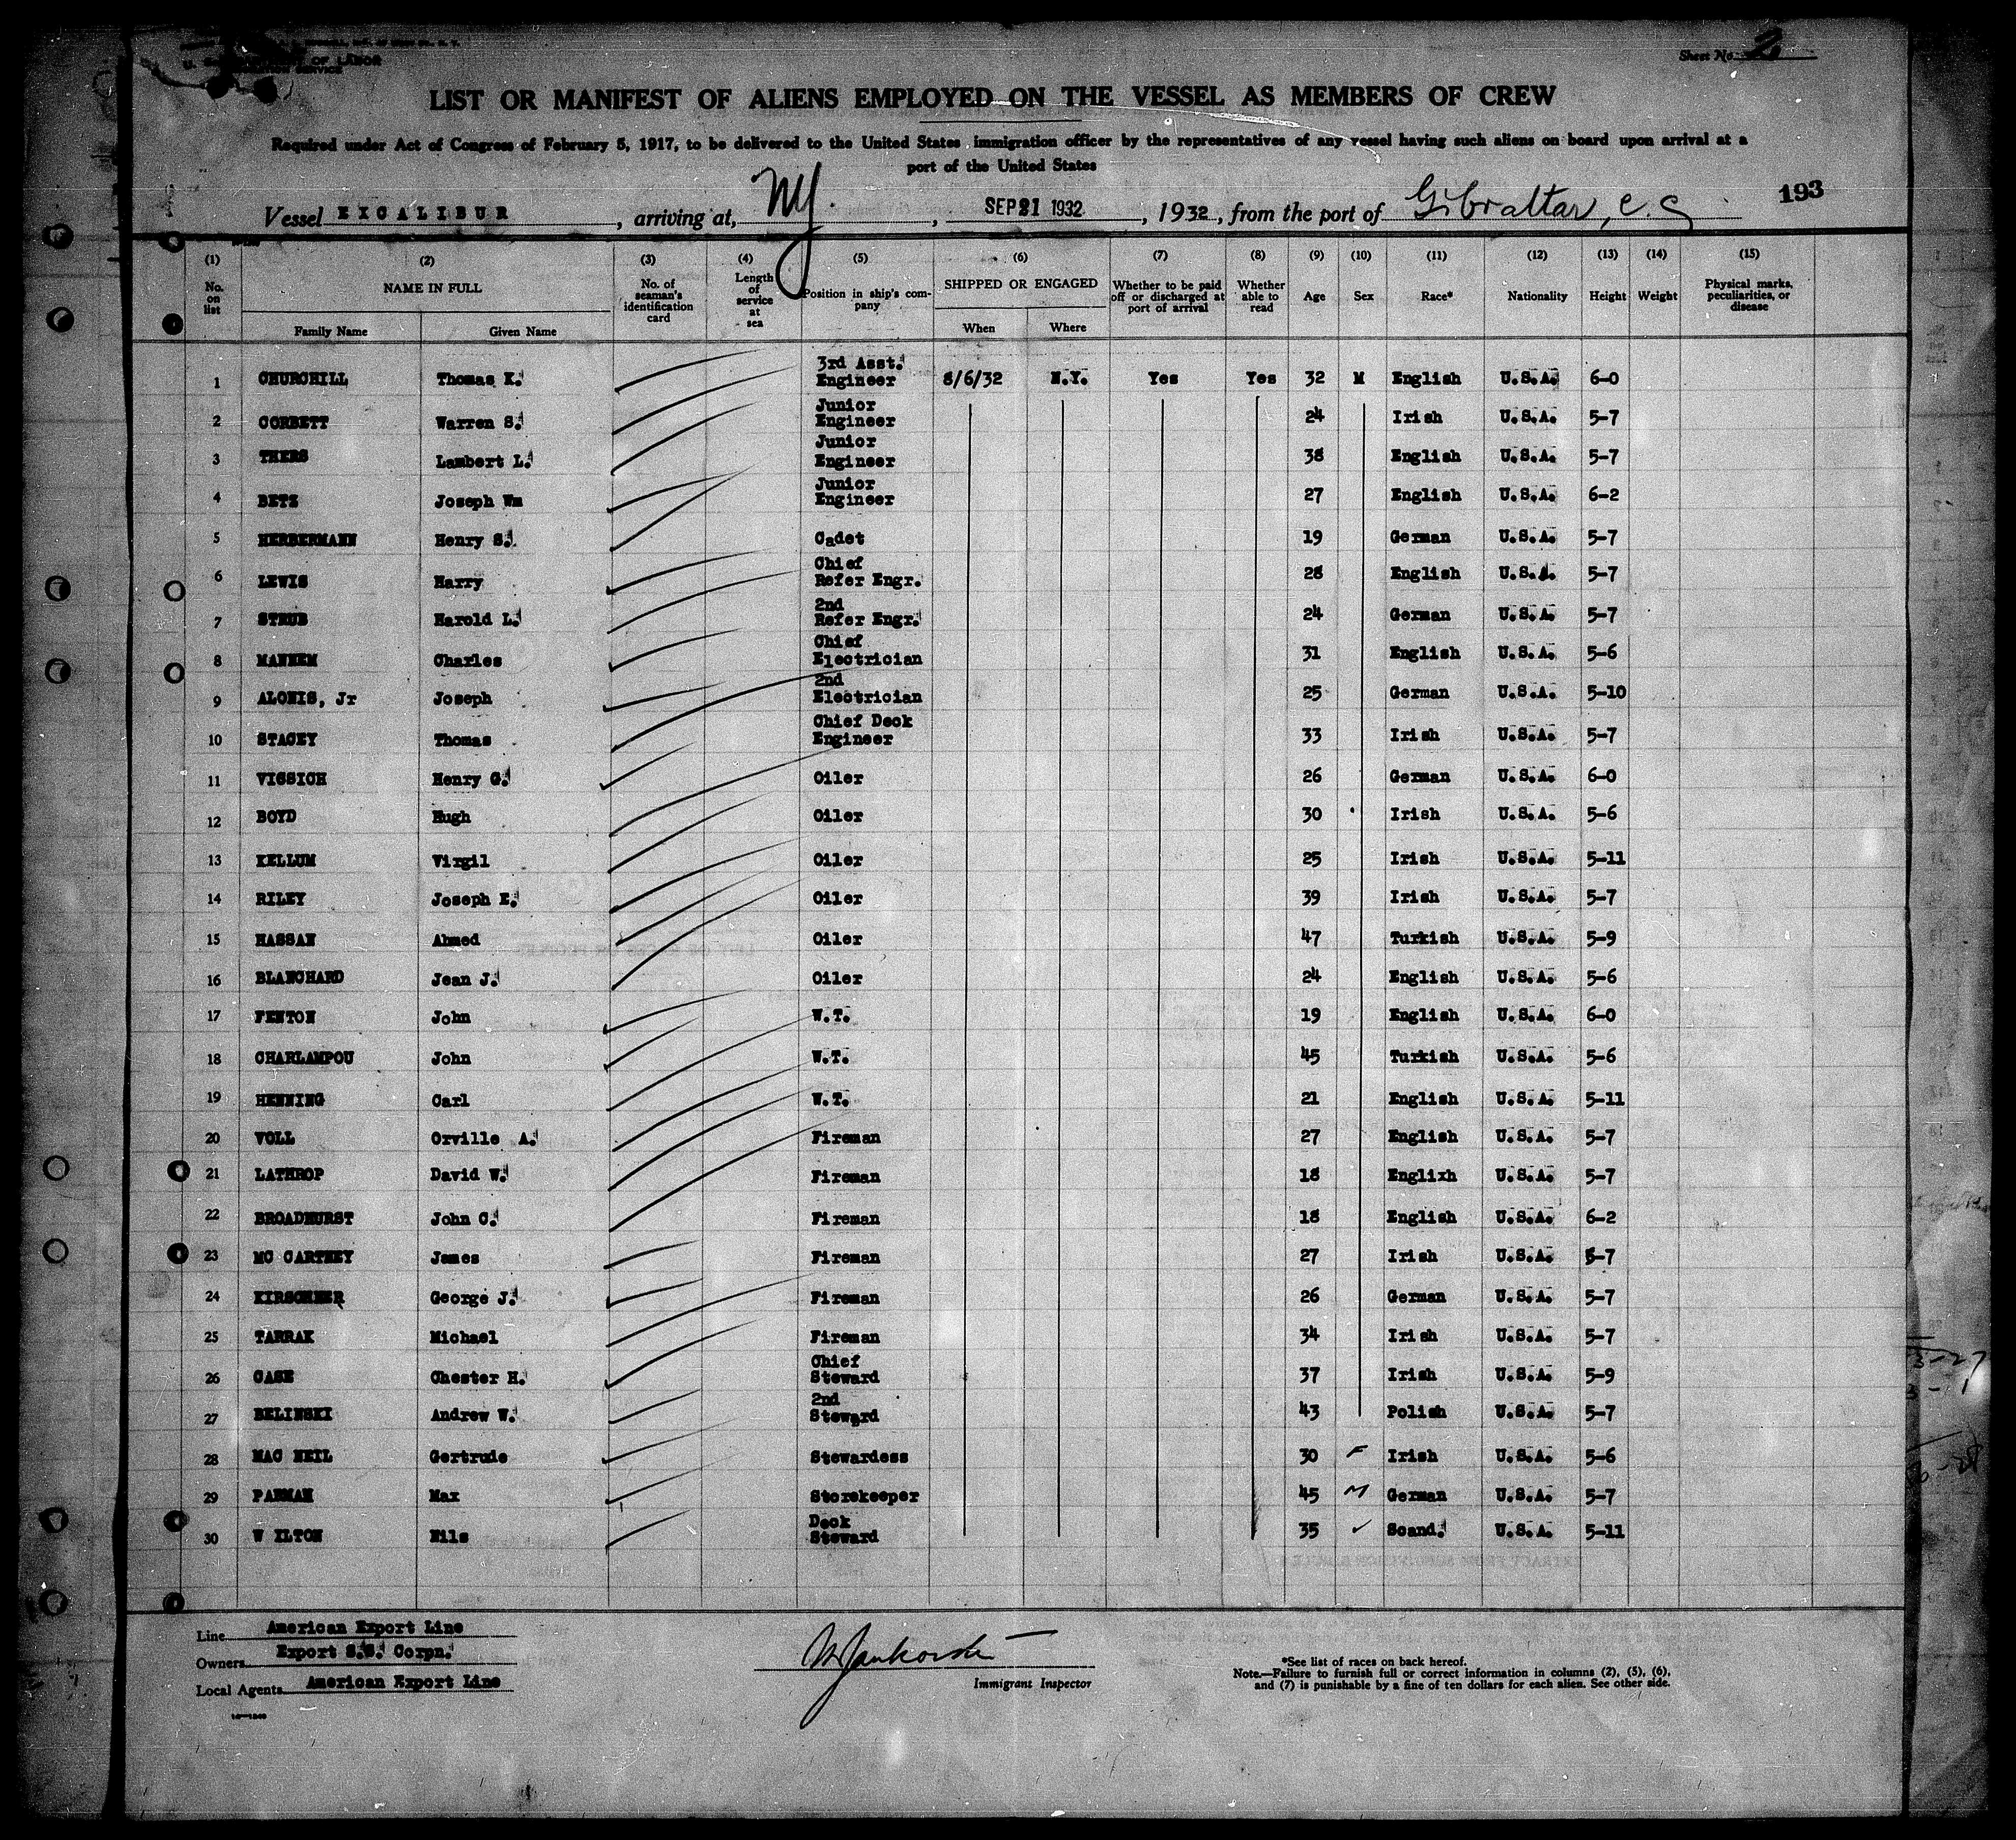 Sheet No. 2
U. S. DEPARTMENT OF LABOR
LIST OR MANIFEST OF ALIENS EMPLOYED ON THE VESSEL AS MEMBERS OF CREW
Required under Act of Congress of February 5, 1917, to be delivered to the United States immigration officer by the representatives of any vessel having such aliens on board upon arrival at a
port of the United States
193
Vessel EXCALIBUR, arriving at, NY., SEP 21 1932, 1932, from the port of Gibraltar,
(1) (2) (3) (4) (5) (6) (7) (8) (9) (10) (11) (12) (13) (14) (15)
No. on list NAME IN FULL No. of seaman's identification card Length of service at sea Position in ship's company SHIPPED OR ENGAGED Whether to be paid off or discharged at port of arrival Whether able to read Age Sex Race* Nationality Height Weight Physical marks, peculiarities, or disease
Family Name Given Name When Where
1 CHURCHILL Thomas K. 3rd Asst. Engineer 8/6/32 N.Y. Yes Yes 32 M English U.S.A. 6-0
2 CORBETT Warren S. Junior Engineer 24 Irish U.S.A. 5-7
3 THERS Lambert L. Junior Engineer 38 English U.S.A. 5-7
4 BETZ Joseph Wm Junior Engineer 27 English U.S.A. 6-2
5 HERBERMANN Henry S. Cadet 19 German U.S.A. 5-7
6 LEWIS Harry Chief Refer Engr. 28 English U.S.A. 5-7
7 STRUB Harold L. 2nd Refer Engr. 24 German U.S.A. 5-7
8 MANHEM Charles Chief Electrician 31 English U.S.A. 5-6
9 ALONIS, Jr Joseph 2nd Electrician 25 German U.S.A. 5-10
10 STACEY Thomas Chief Deck Engineer 33 Irish U.S.A. 5-7
11 VIGSICH Henry G. Oiler 26 German U.S.A. 6-0
12 BOYD Hugh Oiler 30 Irish U.S.A. 5-6
13 KELLUM Virgil Oiler 25 Irish U.S.A. 5-11
14 RILEY Joseph E. Oiler 39 Irish U.S.A. 5-7
15 HASSAN Ahmed Oiler 47 Turkish U.S.A. 5-9
16 BLANCHARD Jean J. Oiler 24 English U.S.A. 5-6
17 FENTON John W.T. 19 English U.S.A. 6-0
18 CHARLAMPOU John W.T. 45 Turkish U.S.A. 5-6
19 HENNING Carl W.T. 21 English U.S.A. 5-11
20 VOLL Orville A. Fireman 27 English U.S.A. 5-7
21 LATHROP David W. Fireman 18 Englixh U.S.A. 5-7
22 BROADHURST John C. Fireman 18 English U.S.A. 6-2
23 MC CARTNEY James Fireman 27 Irish U.S.A. 5-7
24 KIRSCHNER George J. Fireman 26 German U.S.A. 5-7
25 TARRAK Michael Fireman 34 Irish U.S.A. 5-7
26 CASE Chester H. Chief Steward 37 Irish U.S.A. 5-9
27 BELINSKI Andrew W. 2nd Steward 43 Polish U.S.A. 5-7
28 MAC NEIL Gertrude Stewardess 30 F Irish U.S.A. 5-6
29 PAHMAN Max Storekeeper 45 M German U.S.A. 5-7
30 W ILTON Nils Deck Steward 35 Scand. U.S.A. 5-11
Line American Export Line
Owners Export S.S. Corpn.
Local Agents American Export Line
Immigrant Inspector
*See list of races on back hereof.
Note.—Failure to furnish full or correct information in columns (2), (5), (6),
and (7) is punishable by a fine of ten dollars for each alien. See other side.